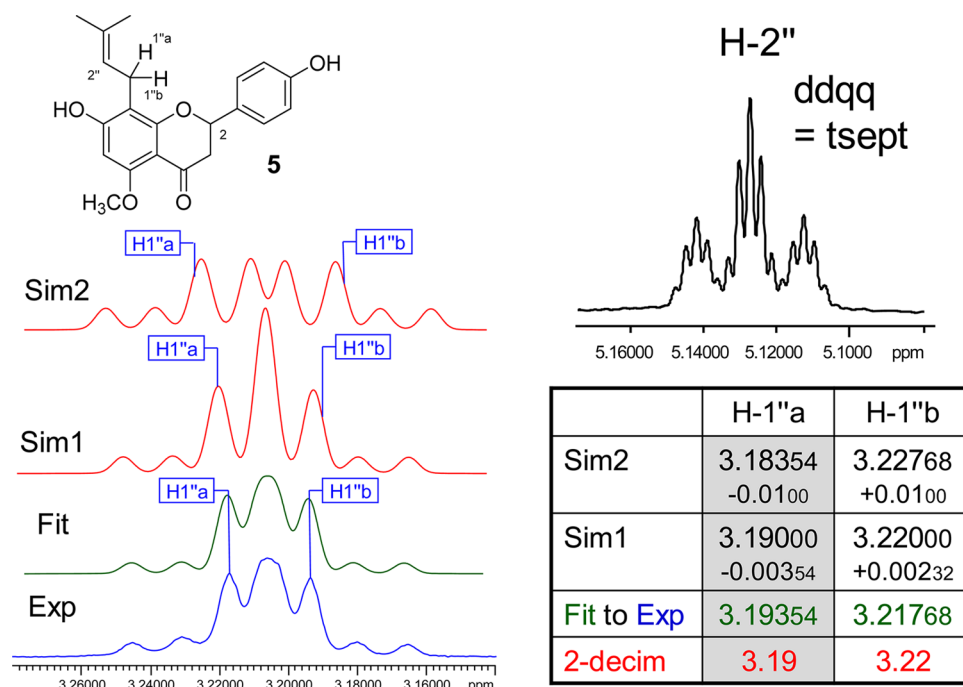 H
1"a
2"
H
1"b
HO
O
2
OH
5
H₃CO
O
H-2"
ddqq
= tsept
5.16000 5.14000 5.12000 5.1000 ppm
Sim2
H1"a
H1"b
Sim1
H1"a
H1"b
Fit
H1"a
H1"b
Exp
3.26000 3.24000 3.22000 3.20000 3.18000 3.16000 ppm
H-1"a H-1"b
Sim2 3.18354 3.22768
-0.0100 +0.0100
Sim1 3.19000 3.22000
-0.00354 +0.00232
Fit to Exp 3.19354 3.21768
2-decim 3.19 3.22